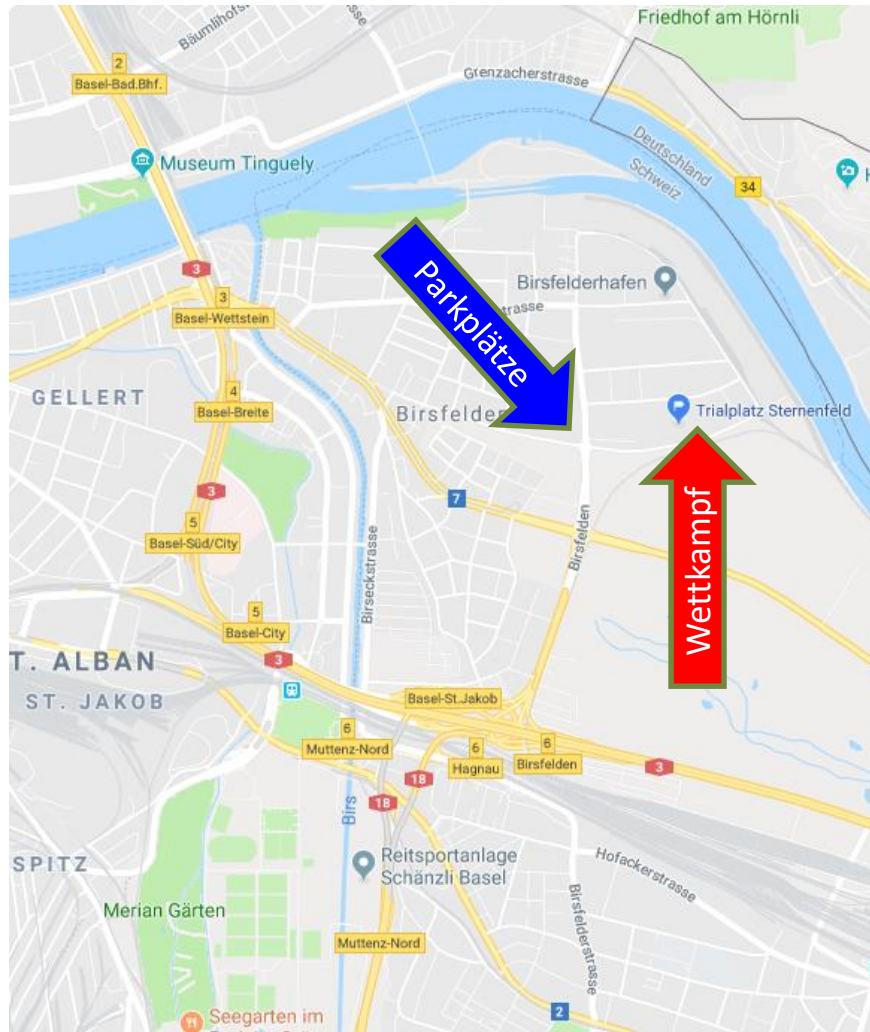 Friedhof am Hörnli
Bäumlihofst
2
Basel-Bad.Bhf.
Grenzacherstrasse
Museum Tinguely
Deutschland
Schweiz
34
H
3
3
Basel-Wettstein
Parkplätze
Birsfelderhafen
strasse
GELLERT
4
Basel-Breite
Birsfelden
Trialplatz Sternenfeld
3
7
5
Basel-Süd/City
Birseckstrasse
Birsfelden
Wettkampf
5
Basel-City
3
T. ALBAN
ST. JAKOB
Basel-St.Jakob
6
Muttenz-Nord
6
Hagnau
6
Birsfelden
3
18
18
Birs
Reitsportanlage
Schänzli Basel
Hofackerstrasse
SPITZ
Birsfelderstrasse
Merian Gärten
Muttenz-Nord
Seegarten im
2